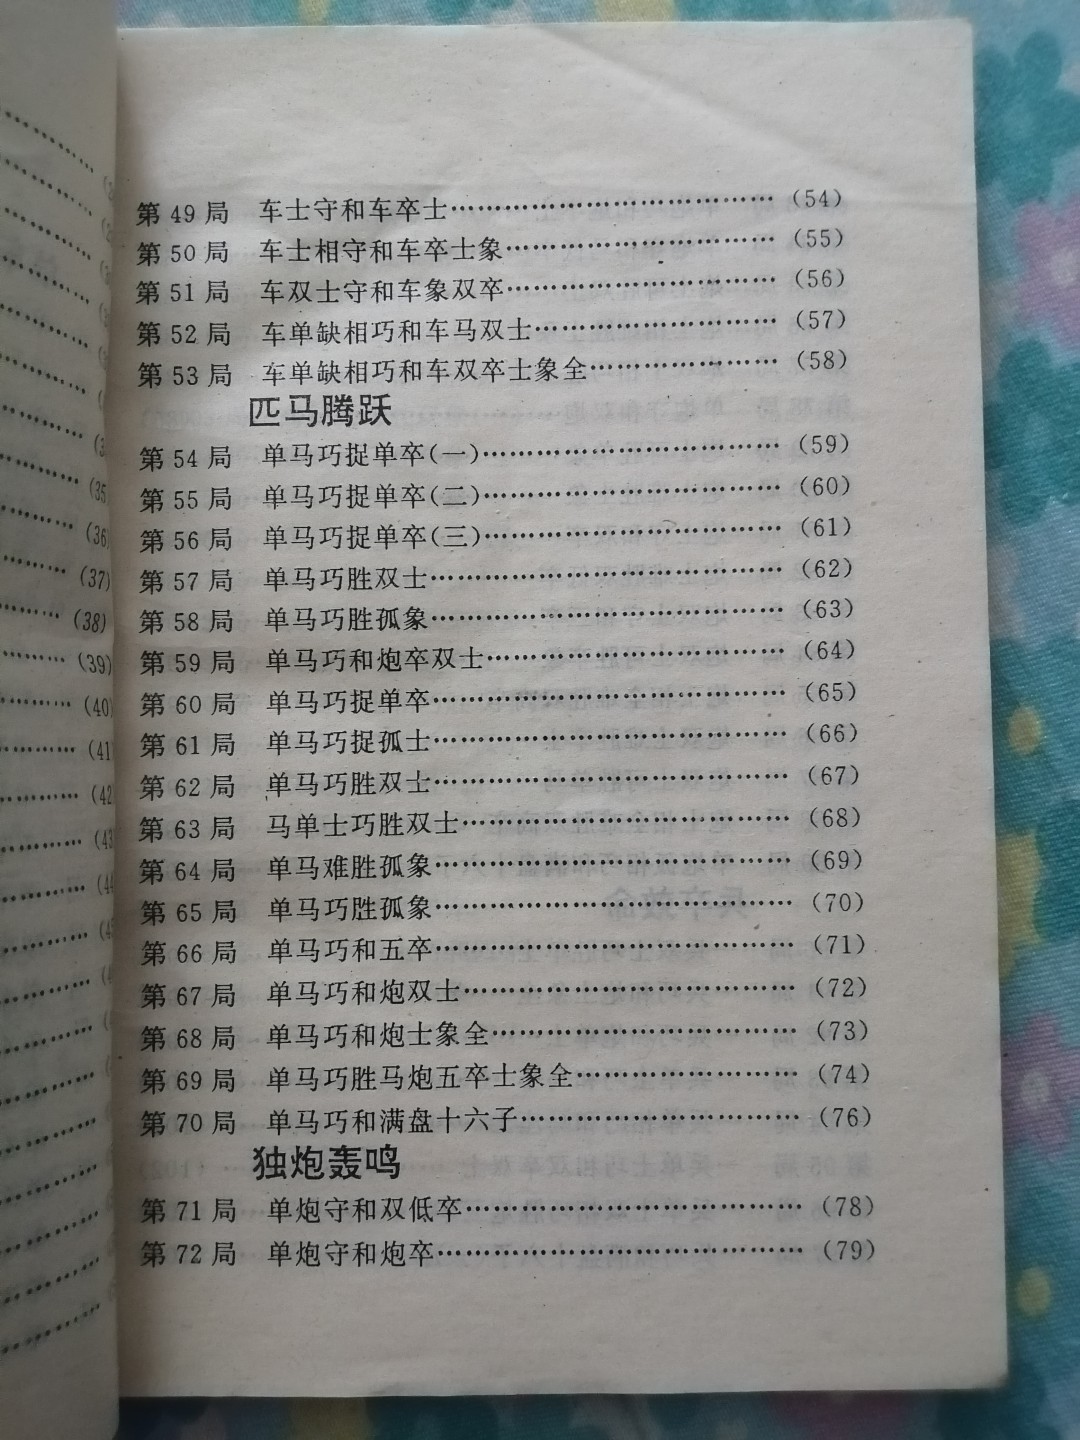 第 49 局 车士守和车卒士………………………………(54)
第 50 局 车士相守和车卒士象…………………………(55)
第 51 局 车双士守和车象双卒…………………………(56)
第 52 局 车单缺相巧和车马双士………………………(57)
第 53 局 车单缺相巧和车双卒士象全…………………(58)
匹马腾跃
第 54 局 单马巧捉单卒(一)……………………………(59)
第 55 局 单马巧捉单卒(二)……………………………(60)
第 56 局 单马巧捉单卒(三)……………………………(61)
第 57 局 单马巧胜双士…………………………………(62)
第 58 局 单马巧胜孤象…………………………………(63)
第 59 局 单马巧和炮卒双士……………………………(64)
第 60 局 单马巧捉单卒…………………………………(65)
第 61 局 单马巧捉孤士…………………………………(66)
第 62 局 单马巧胜双士…………………………………(67)
第 63 局 马单士巧胜双士………………………………(68)
第 64 局 单马难胜孤象…………………………………(69)
第 65 局 单马巧胜孤象…………………………………(70)
第 66 局 单马巧和五卒…………………………………(71)
第 67 局 单马巧和炮双士………………………………(72)
第 68 局 单马巧和炮士象全……………………………(73)
第 69 局 单马巧胜马炮五卒士象全……………………(74)
第 70 局 单马巧和满盘十六子…………………………(76)
独炮轰鸣
第 71 局 单炮守和双低卒………………………………(78)
第 72 局 单炮守和炮卒…………………………………(79)
(35)
(36)
(37)
(38)
(39)
(40)
(41)
(42
(43